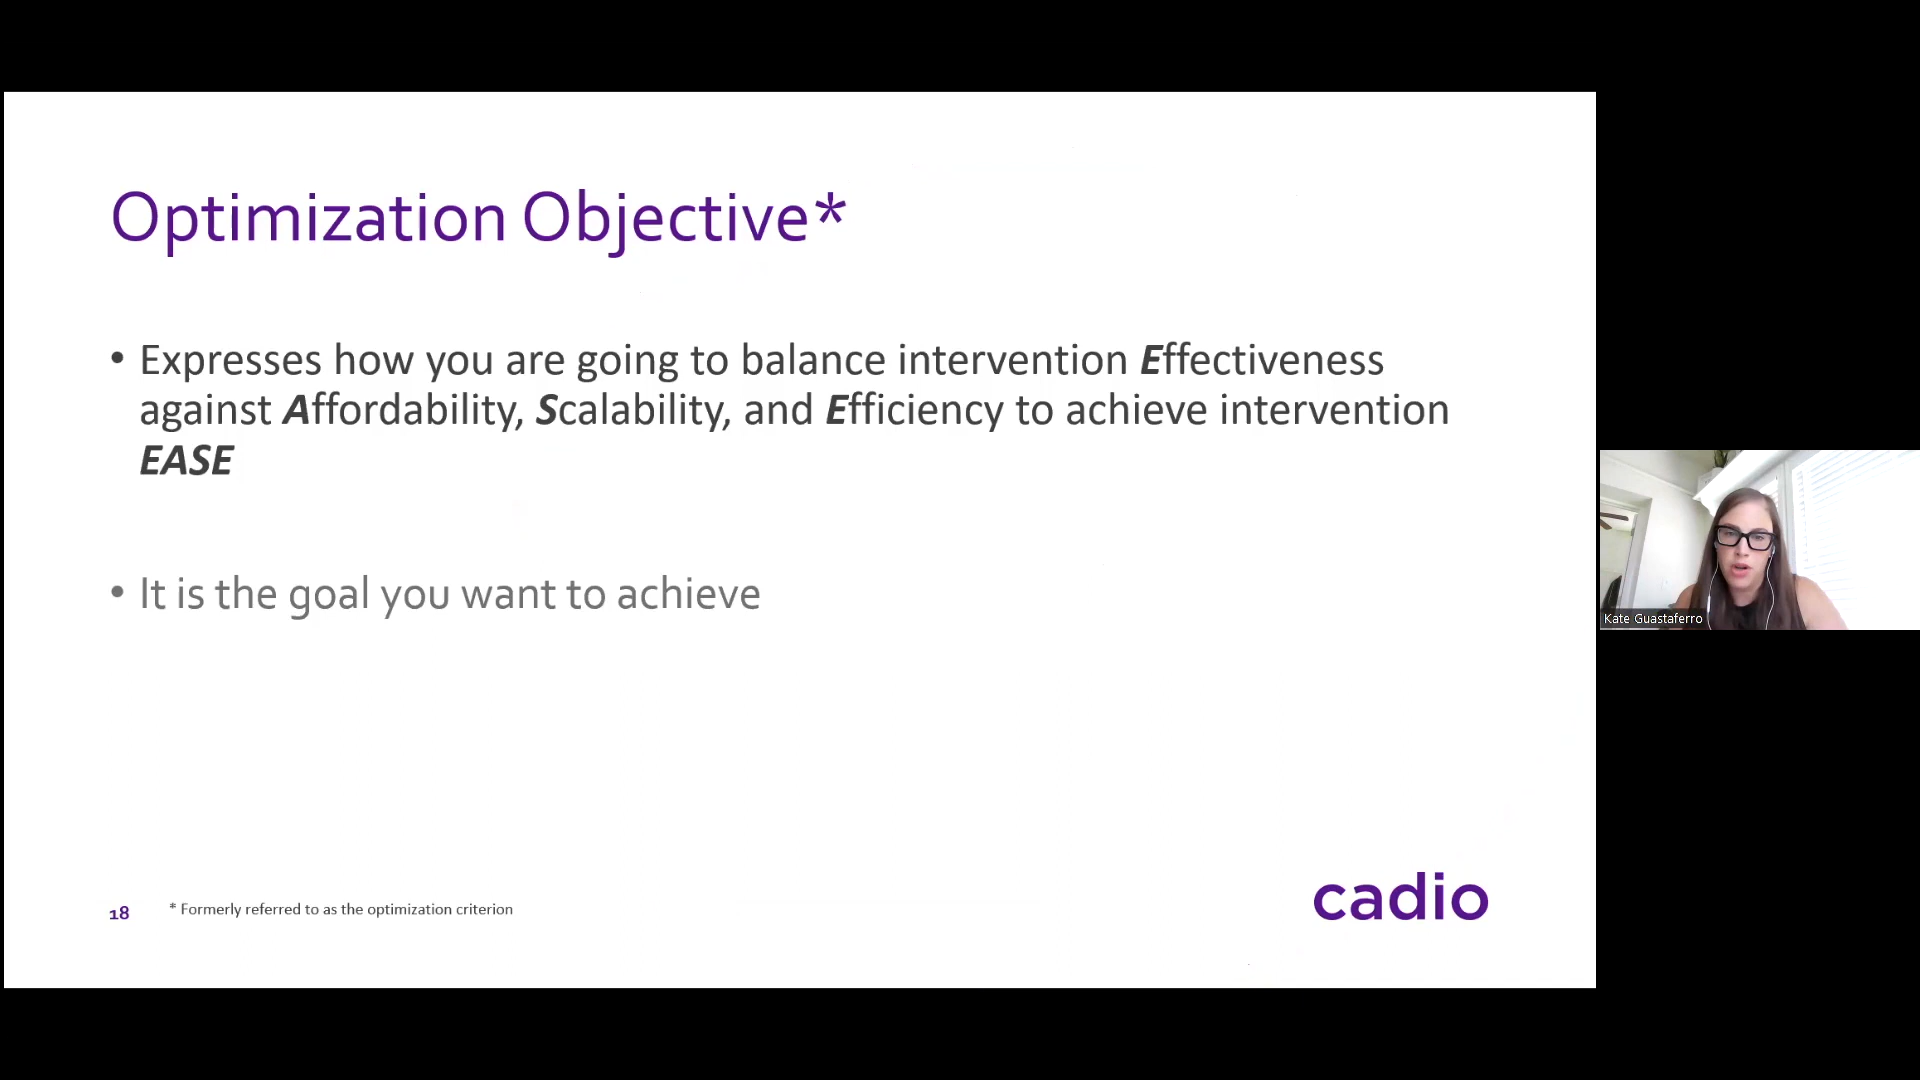 Optimization Objective*
• Expresses how you are going to balance intervention Effectiveness
against Affordability, Scalability, and Efficiency to achieve intervention
EASE
• It is the goal you want to achieve
Kate Guastaferro
18
* Formerly referred to as the optimization criterion
cadio